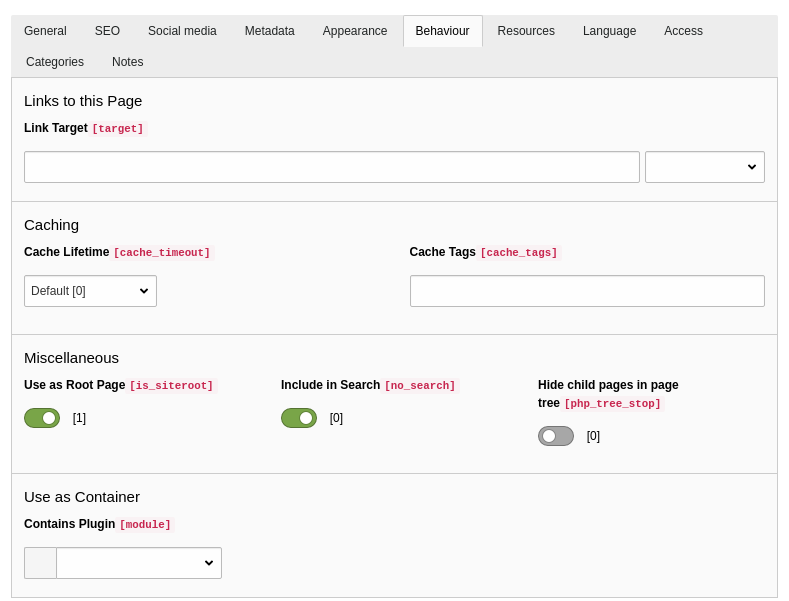 General SEO Social media Metadata Appearance Behaviour Resources Language Access
Categories Notes
Links to this Page
Link Target [target]
Caching
Cache Lifetime [cache_timeout] Cache Tags [cache_tags]
Default [0]
Miscellaneous
Use as Root Page [is_siteroot] Include in Search [no_search] Hide child pages in page
tree [php_tree_stop]
[1] [0]
[0]
Use as Container
Contains Plugin [module]